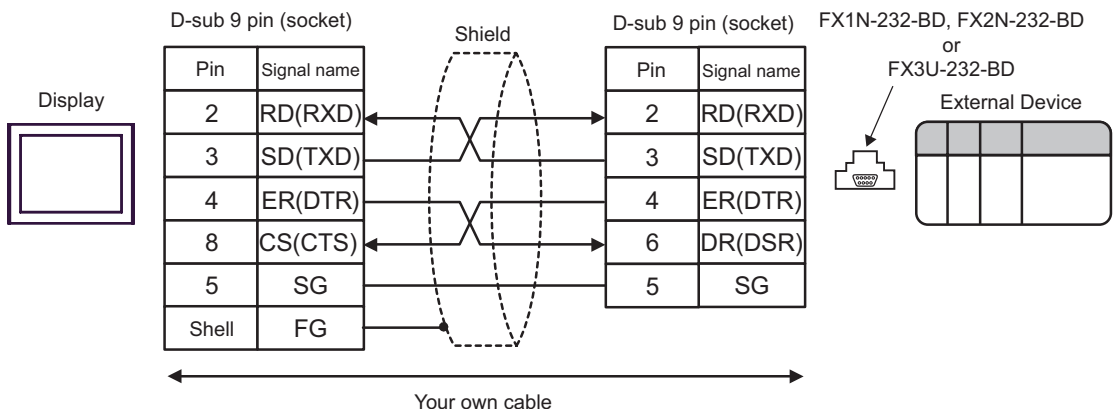 D-sub 9 pin (socket)
Shield
D-sub 9 pin (socket)
FX1N-232-BD, FX2N-232-BD
or
FX3U-232-BD
Display
External Device
Pin Signal name
2 RD(RXD)
3 SD(TXD)
4 ER(DTR)
8 CS(CTS)
5 SG
Shell FG
Pin Signal name
2 RD(RXD)
3 SD(TXD)
4 ER(DTR)
6 DR(DSR)
5 SG
Your own cable